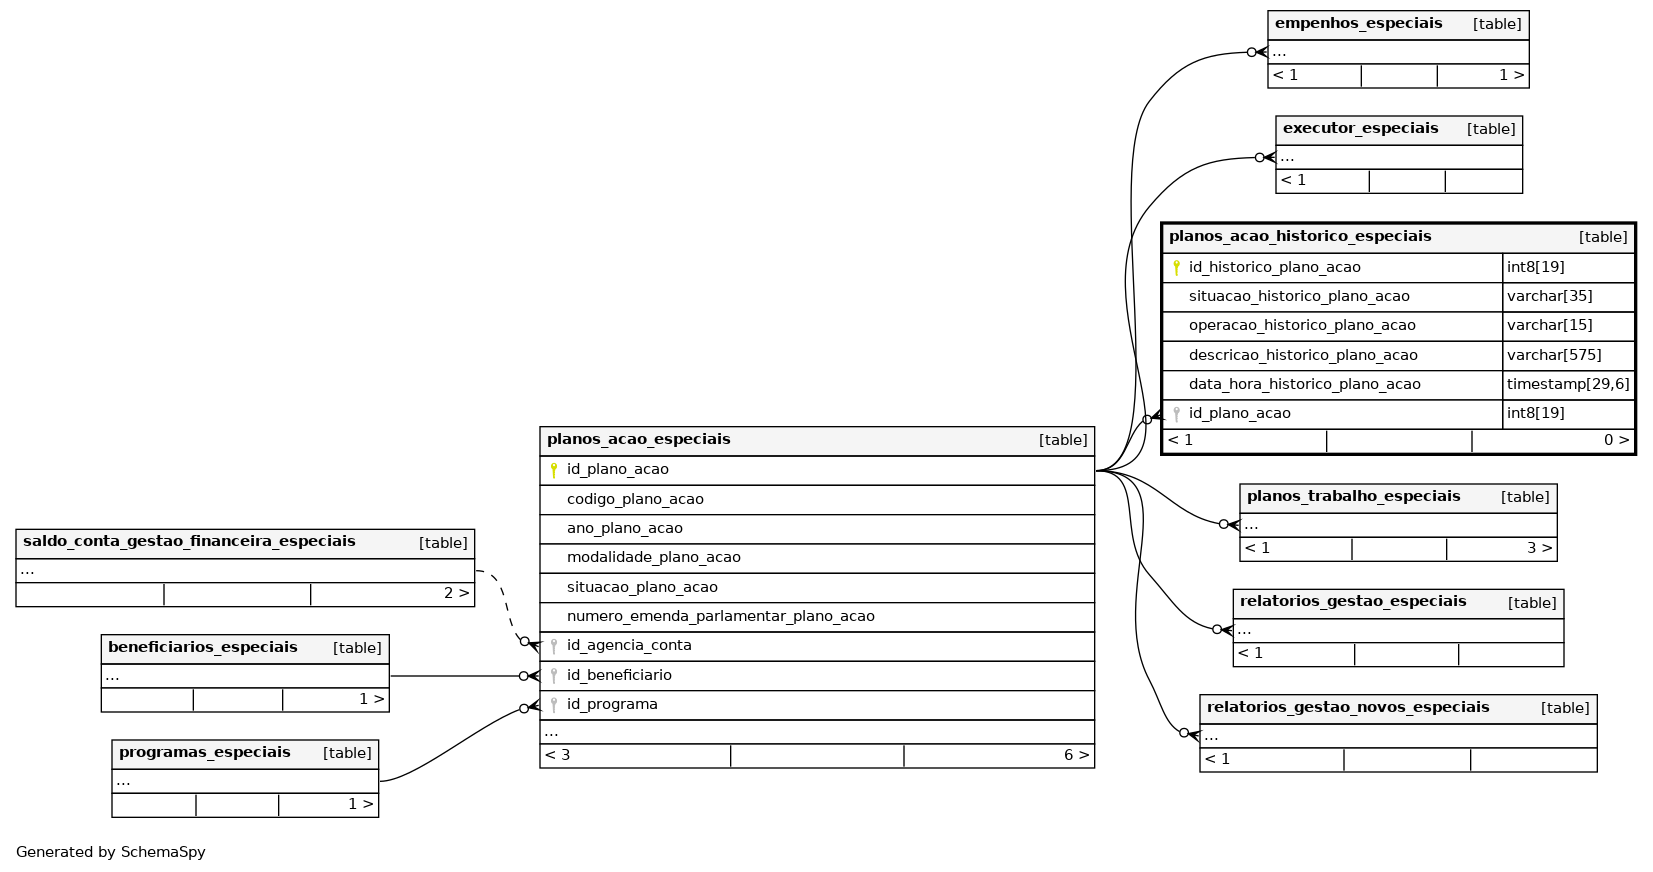 empenhos_especiais [table]
...
< 1 1 >
executor_especiais [table]
...
< 1
planos_acao_historico_especiais [table]
id_historico_plano_acao int8[19]
situacao_historico_plano_acao varchar[35]
operacao_historico_plano_acao varchar[15]
descricao_historico_plano_acao varchar[575]
data_hora_historico_plano_acao timestamp[29,6]
id_plano_acao int8[19]
< 1 0 >
planos_acao_especiais [table]
id_plano_acao
codigo_plano_acao
ano_plano_acao
modalidade_plano_acao
situacao_plano_acao
numero_emenda_parlamentar_plano_acao
id_agencia_conta
id_beneficiario
id_programa
...
< 3 6 >
planos_trabalho_especiais [table]
...
< 1 3 >
saldo_conta_gestao_financeira_especiais [table]
...
2 >
relatorios_gestao_especiais [table]
...
< 1
beneficiarios_especiais [table]
...
1 >
relatorios_gestao_novos_especiais [table]
...
< 1
programas_especiais [table]
...
1 >
Generated by SchemaSpy